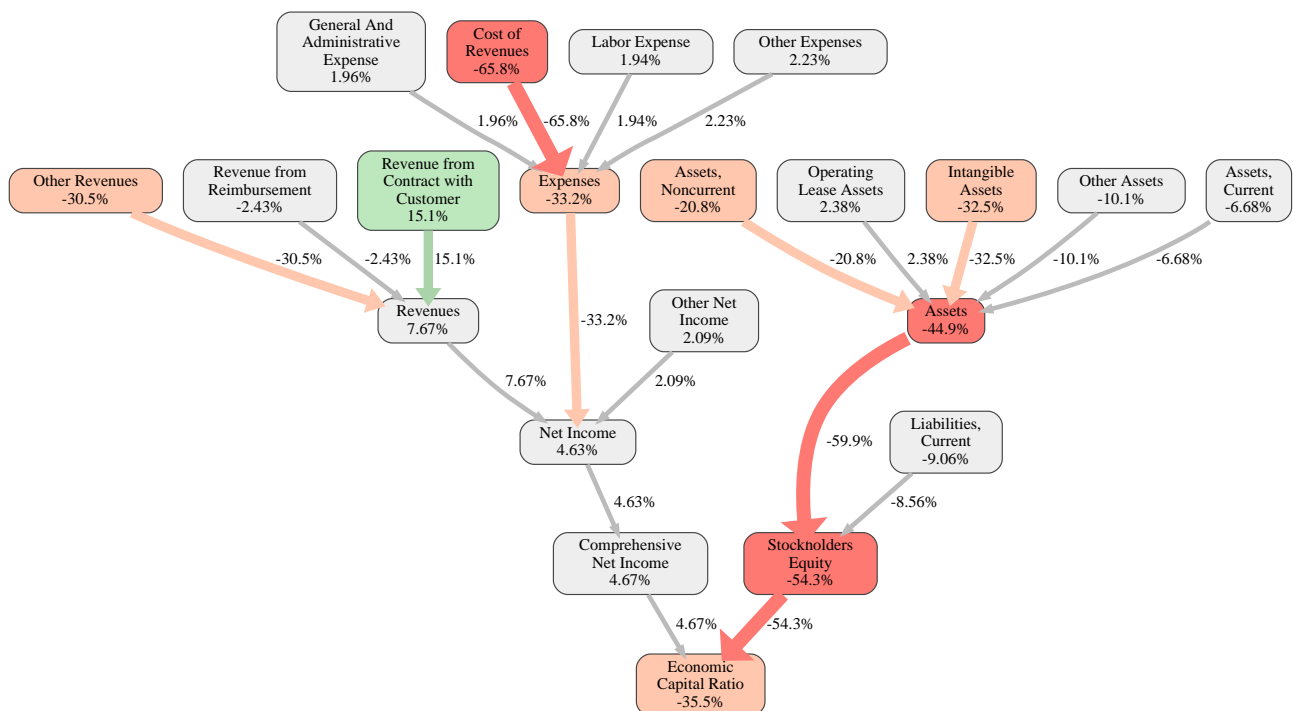 General And
Administrative
Expense
1.96%
Cost of
Revenues
-65.8%
Labor Expense
1.94%
Other Expenses
2.23%
1.96%
-65.8%
1.94%
2.23%
Other Revenues
-30.5%
Revenue from
Reimbursement
-2.43%
Revenue from
Contract with
Customer
15.1%
Expenses
-33.2%
Assets,
Noncurrent
-20.8%
Operating
Lease Assets
2.38%
Intangible
Assets
-32.5%
Other Assets
-10.1%
Assets,
Current
-6.68%
-30.5%
-2.43%
15.1%
-20.8%
2.38%
-32.5%
-10.1%
-6.68%
Revenues
7.67%
-33.2%
Other Net
Income
2.09%
Assets
-44.9%
7.67%
2.09%
Net Income
4.63%
-59.9%
Liabilities,
Current
-9.06%
4.63%
-8.56%
Comprehensive
Net Income
4.67%
Stockholders
Equity
-54.3%
4.67%
-54.3%
Economic
Capital Ratio
-35.5%